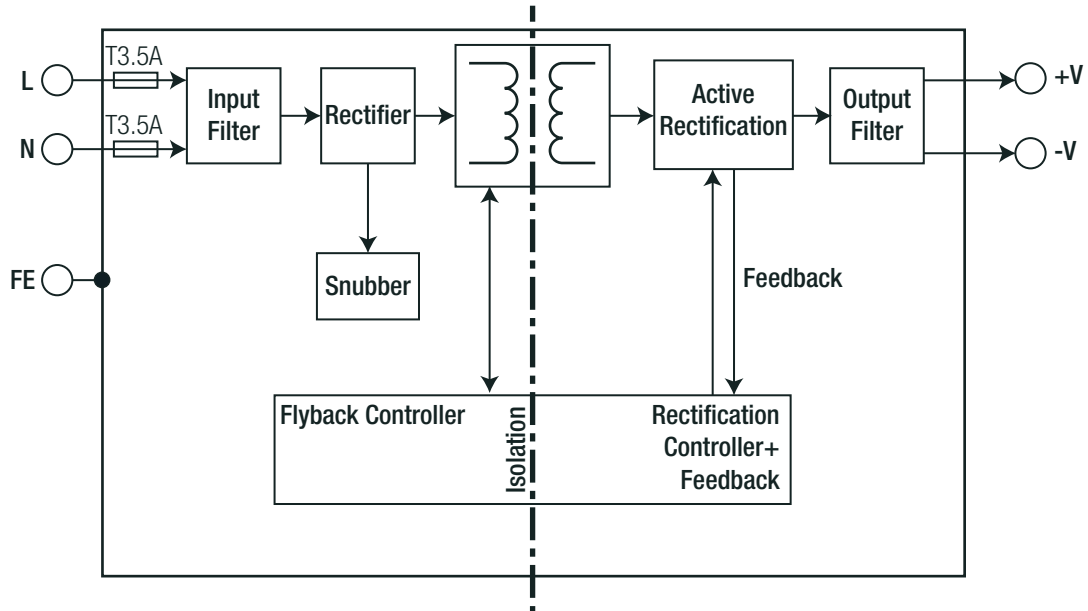 T3.5A
L
Input
Filter
Rectifier
Active
Rectification
Output
Filter
+V
T3.5A
N
-V
FE
Snubber
Feedback
Flyback Controller
Isolation
Rectification
Controller+
Feedback